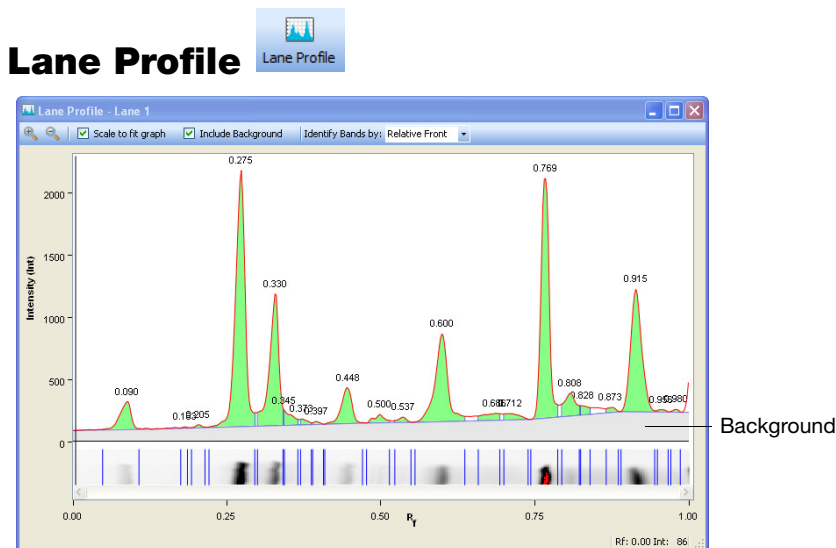 Lane Profile
Lane Profile
Lane Profile - Lane 1
Scale to fit graph Include Background Identify Bands by: Relative Front
0.275
0.769
2000
1500
0.330
0.915
1000
0.600
0.448
0.808
500
0.090
0.345
0.828
0.205
0.397
0.500
0.537
0.712
0.873
0.980
Background
0
Intensity (Int)
0.00 0.25 0.50 0.75 1.00
Rf
Rf: 0.00 Int: 86